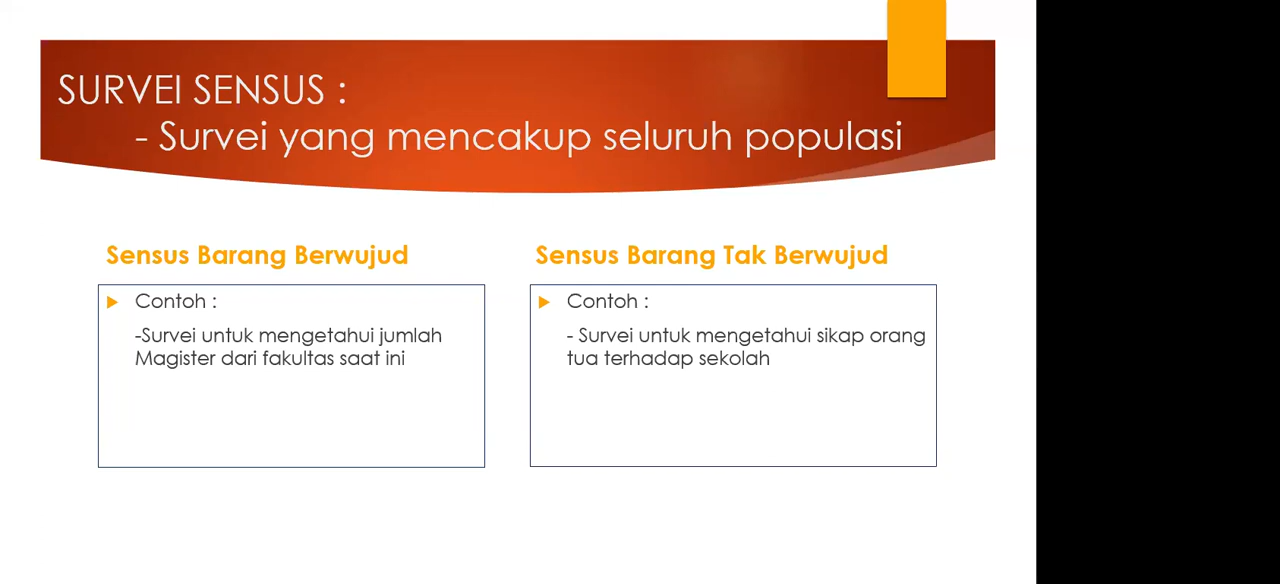 SURVEI SENSUS :
- Survei yang mencakup seluruh populasi
Sensus Barang Berwujud
Contoh :
-Survei untuk mengetahui jumlah
Magister dari fakultas saat ini
Sensus Barang Tak Berwujud
Contoh :
- Survei untuk mengetahui sikap orang
tua terhadap sekolah